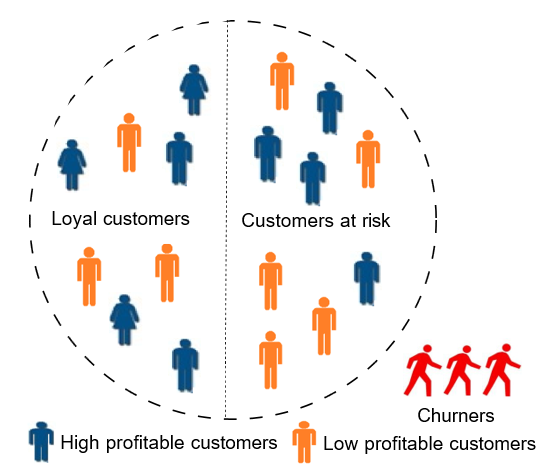 Loyal customers
Customers at risk
Churners
High profitable customers
Low profitable customers